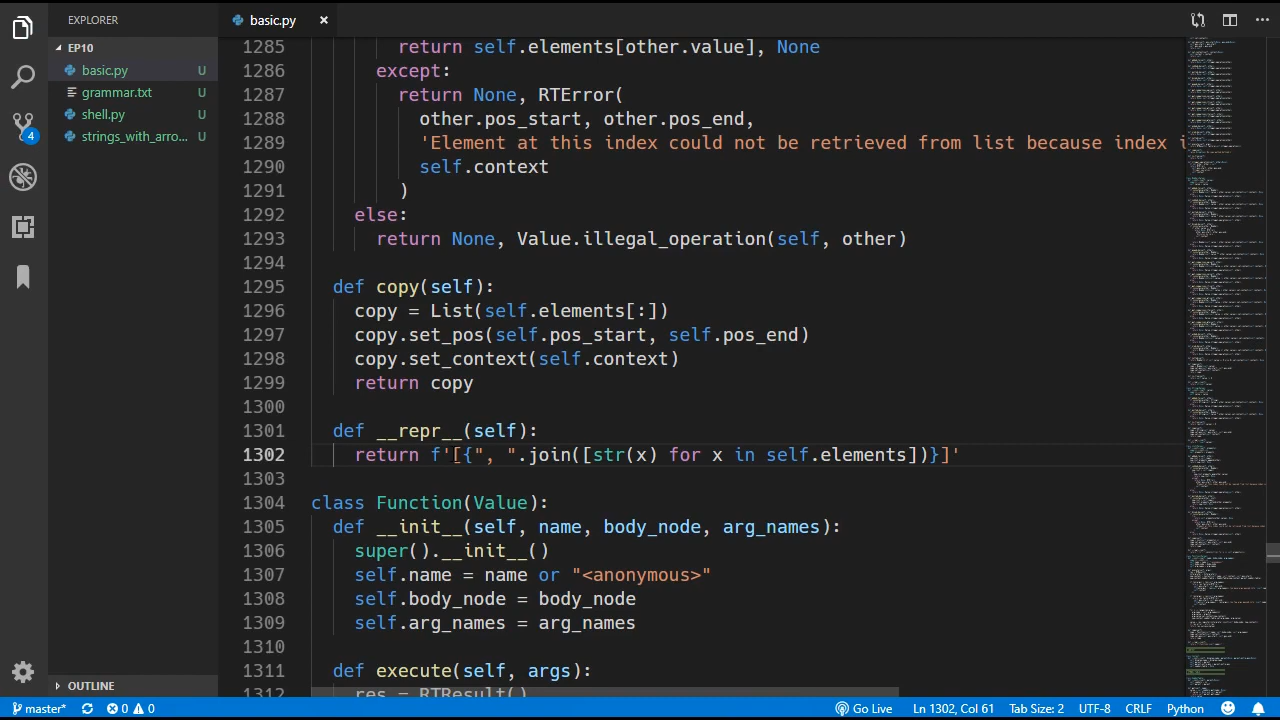 EXPLORER
basic.py
EP10
basic.py U
grammar.txt U
shell.py U
strings_with_arro... U
4
OUTLINE
1285 return self.elements[other.value], None
1286 except:
1287 return None, RTError(
1288 other.pos_start, other.pos_end,
1289 'Element at this index could not be retrieved from list because index
1290 self.context
1291 )
1292 else:
1293 return None, Value.illegal_operation(self, other)
1294
1295 def copy(self):
1296 copy = List(self.elements[:])
1297 copy.set_pos(self.pos_start, self.pos_end)
1298 copy.set_context(self.context)
1299 return copy
1300
1301 def __repr__(self):
1302 return f'[{", ".join([str(x) for x in self.elements])}]'
1303
1304 class Function(Value):
1305 def __init__(self, name, body_node, arg_names):
1306 super().__init__()
1307 self.name = name or "<anonymous>"
1308 self.body_node = body_node
1309 self.arg_names = arg_names
1310
1311 def execute(self, args):
1312 res = RTResult()
master* 0 0 Go Live Ln 1302, Col 61 Tab Size: 2 UTF-8 CRLF Python